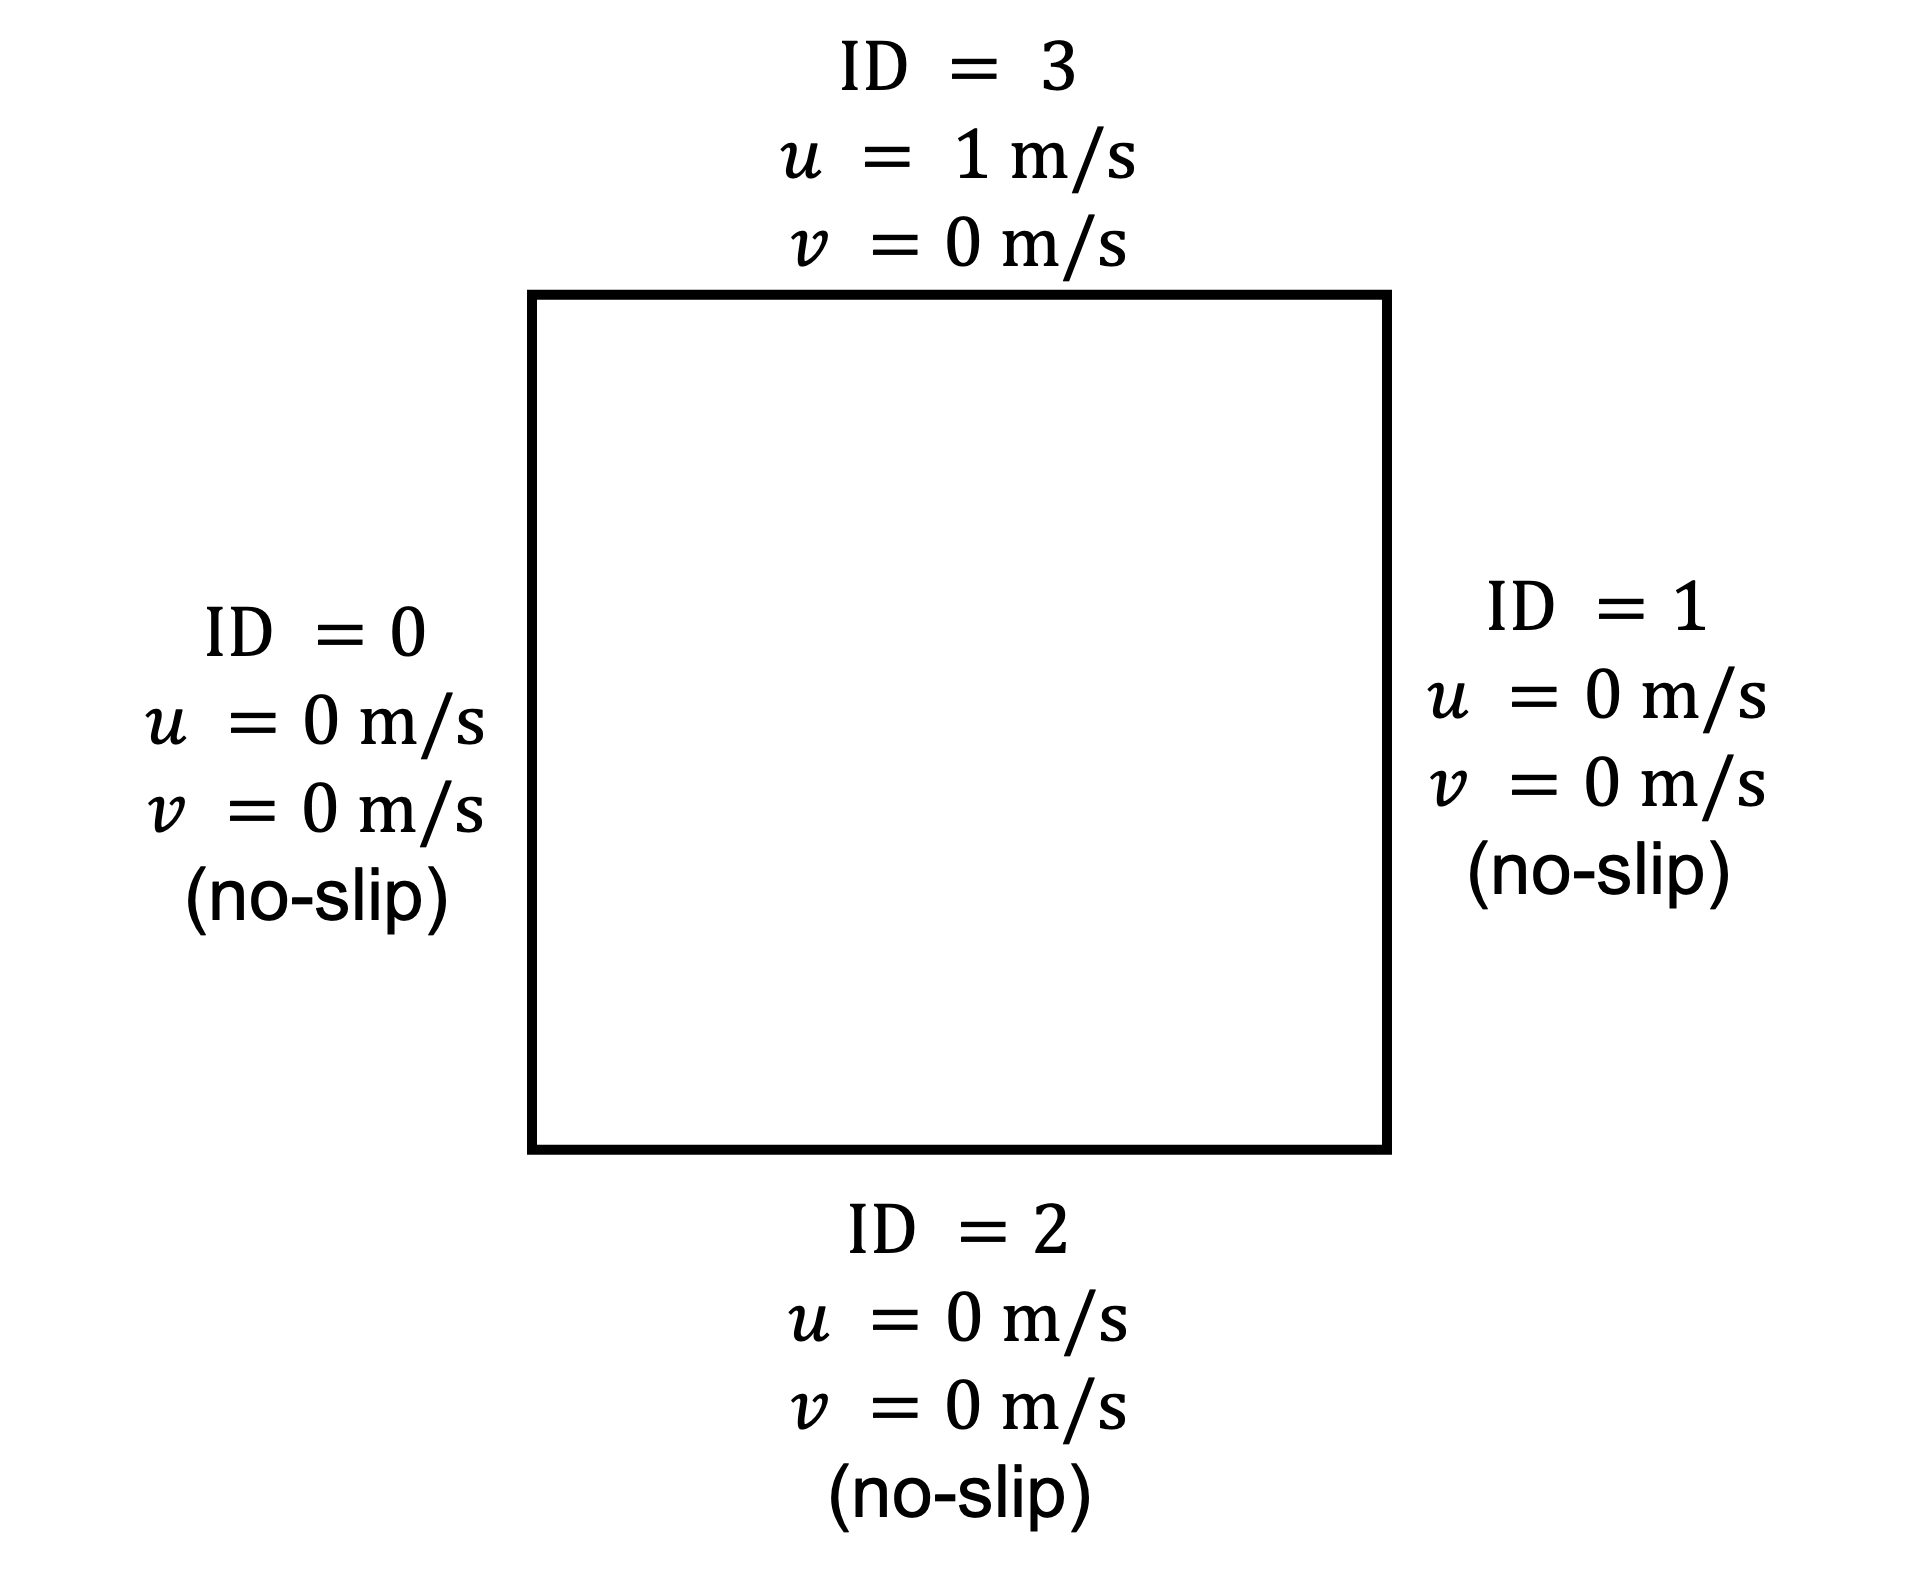 ID = 3
u = 1 m/s
v = 0 m/s
ID = 0
u = 0 m/s
v = 0 m/s
(no-slip)
ID = 1
u = 0 m/s
v = 0 m/s
(no-slip)
ID = 2
u = 0 m/s
v = 0 m/s
(no-slip)